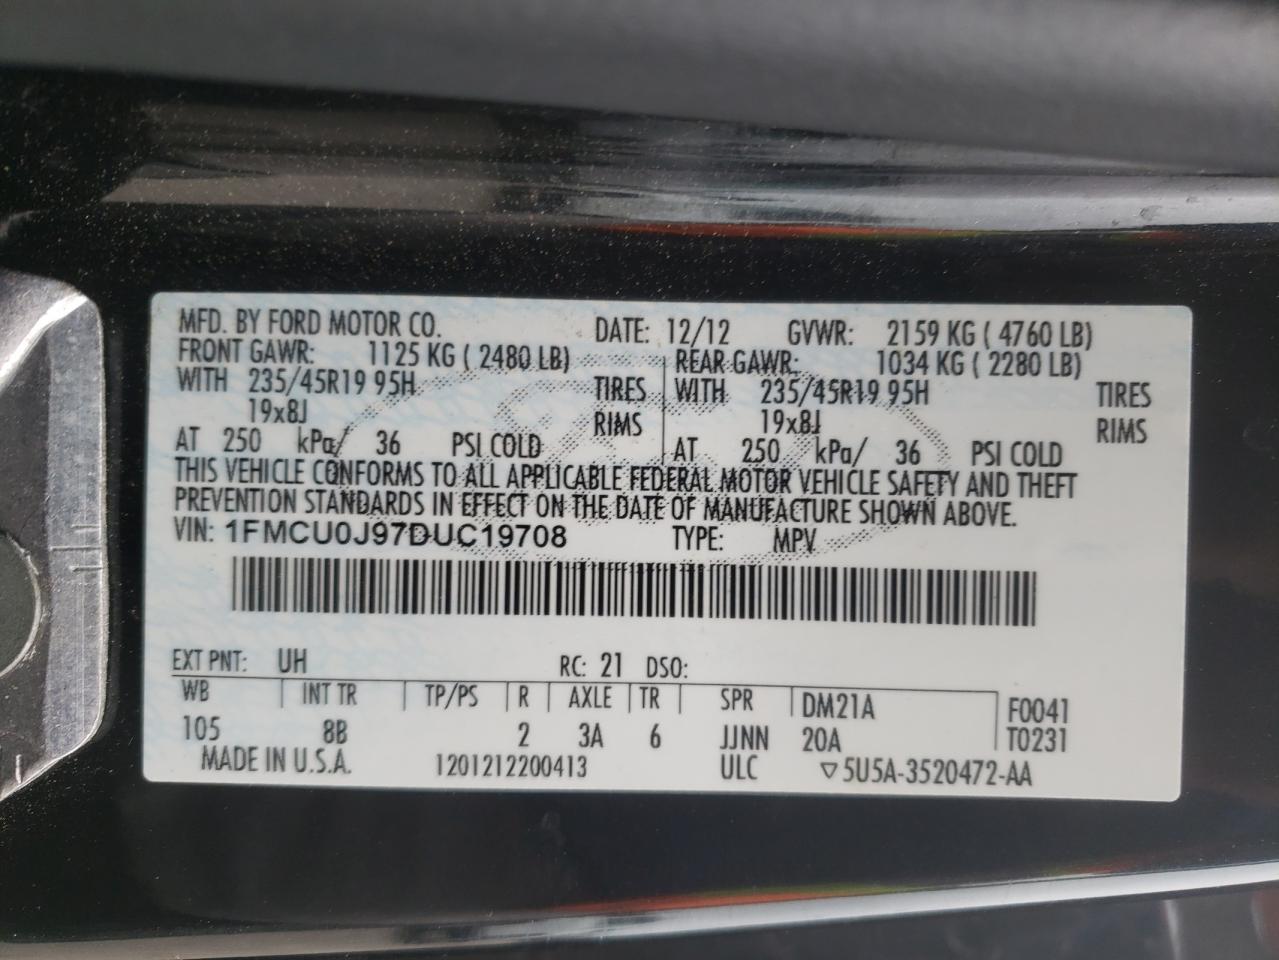 MFD. BY FORD MOTOR CO. DATE: 12/12 GVWR: 2159 KG ( 4760 LB)
FRONT GAWR: 1125 KG ( 2480 LB) REAR GAWR: 1034 KG ( 2280 LB)
WITH 235/45R19 95H TIRES WITH 235/45R19 95H TIRES
19x8J RIMS 19x8J RIMS
AT 250 kPa/ 36 PSI COLD AT 250 kPa/ 36 PSI COLD
THIS VEHICLE CONFORMS TO ALL APPLICABLE FEDERAL MOTOR VEHICLE SAFETY AND THEFT
PREVENTION STANDARDS IN EFFECT ON THE DATE OF MANUFACTURE SHOWN ABOVE.
VIN: 1FMCU0J97DUC19708 TYPE: MPV
EXT PNT: UH RC: 21 DSO:
WB INT TR TP/PS R AXLE TR SPR DM21A F0041
105 8B 2 3A 6 JJNN 20A T0231
MADE IN U.S.A. 1201212200413 ULC ▽5U5A-3520472-AA